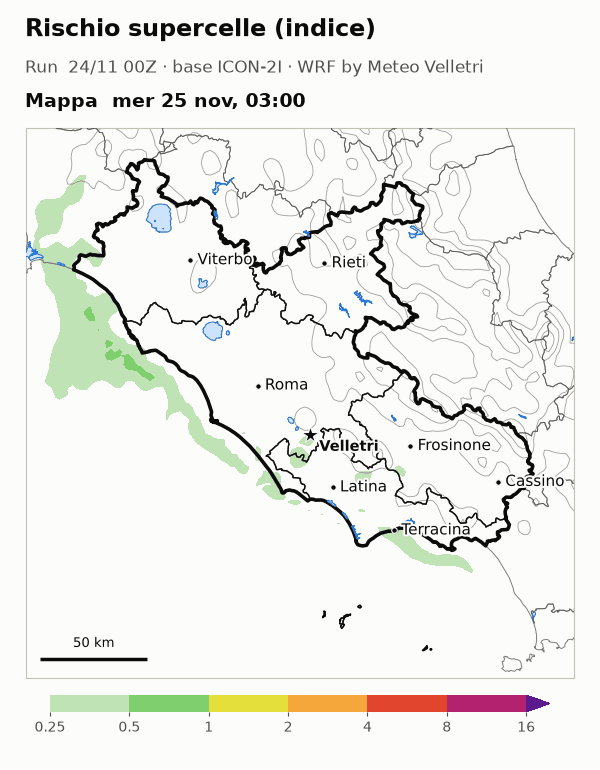 Rischio supercelle (indice)
Run 24/11 00Z · base ICON-2I · WRF by Meteo Velletri
Mappa mer 25 nov, 03:00
Viterbo
Rieti
Roma
Velletri
Frosinone
Latina
Cassino
Terracina
50 km
0.25 0.5 1 2 4 8 16